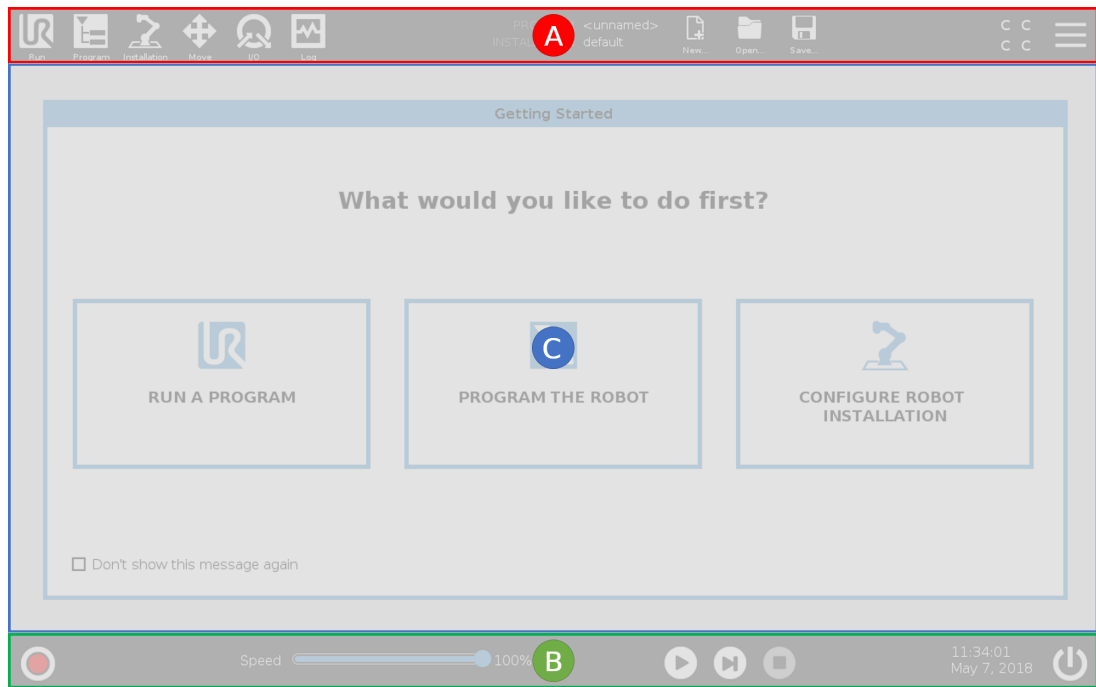 Run Program Installation Move I/O Log
PR <unnamed>
INSTAL default
A
New... Open... Save...
C C
C C
Getting Started
What would you like to do first?
C
RUN A PROGRAM
PROGRAM THE ROBOT
CONFIGURE ROBOT
INSTALLATION
Don't show this message again
Speed 100%
B
11:34:01
May 7, 2018